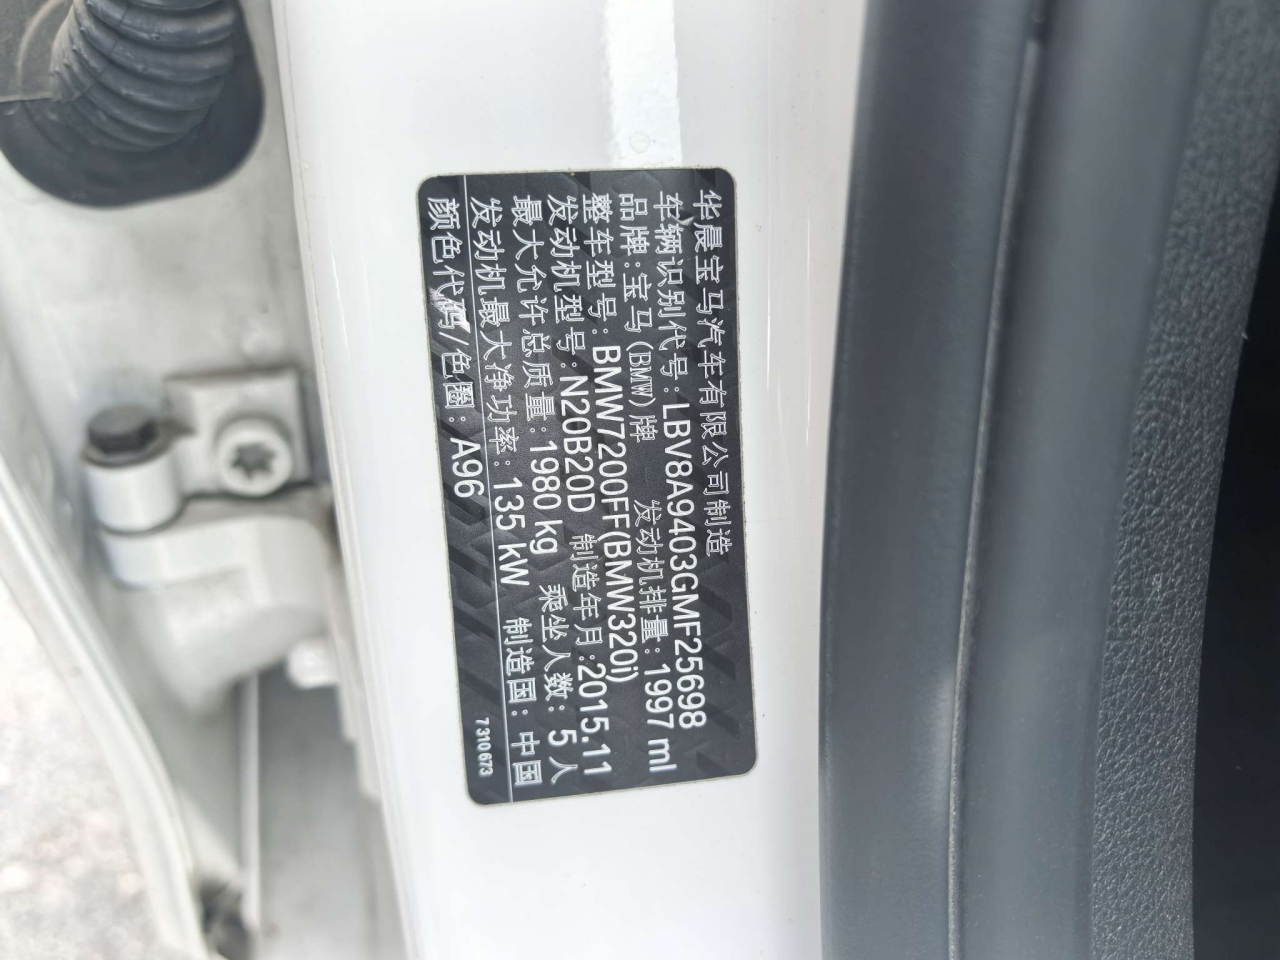 华晨宝马汽车有限公司制造
车辆识别代号:LBV8A9403GMF25698
品牌:宝马(BMW)牌 发动机排量:1997 ml
整车型号:BMW7200FF(BMW320i)
发动机型号:N20B20D 制造年月:2015.11
最大允许总质量:1980 kg 乘坐人数:5人
发动机最大净功率:135 kW 制造国:中国
颜色代码/色圈:A96 7310673